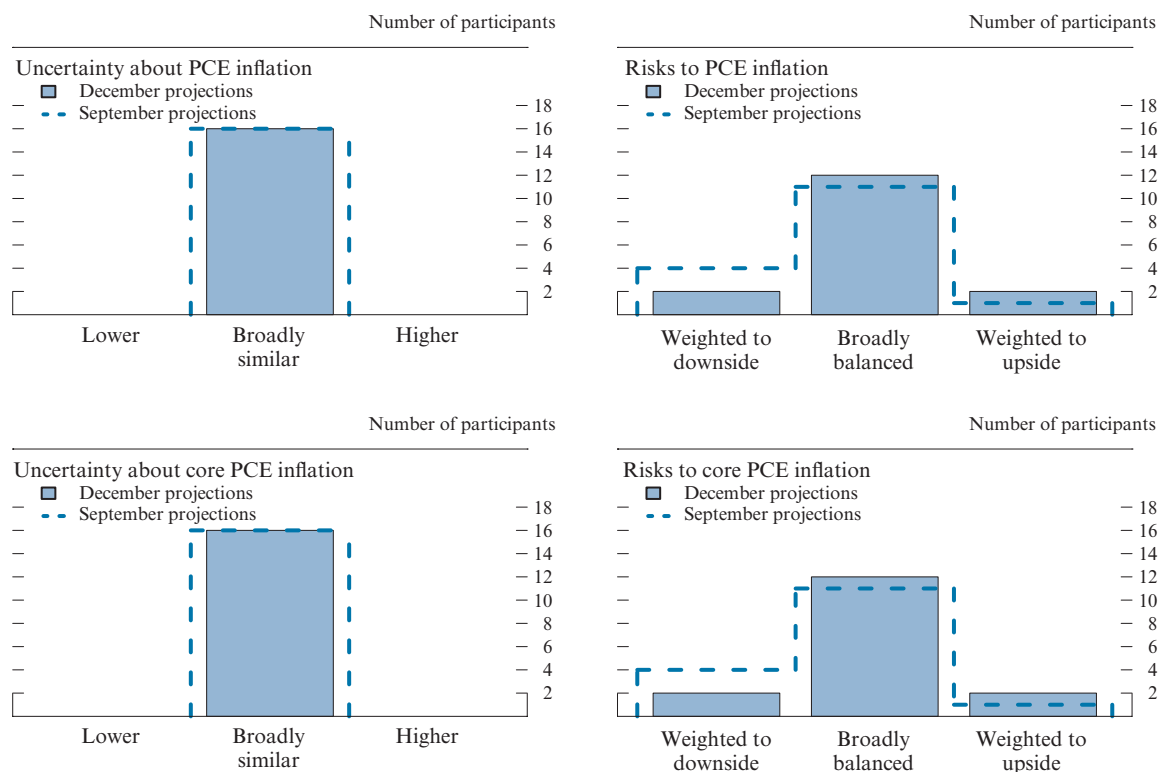 Number of participants
Uncertainty about PCE inflation
December projections
September projections
18
16
14
12
10
8
6
4
2
Lower
Broadly
similar
Higher
Number of participants
Risks to PCE inflation
December projections
September projections
18
16
14
12
10
8
6
4
2
Weighted to
downside
Broadly
balanced
Weighted to
upside
Number of participants
Uncertainty about core PCE inflation
December projections
September projections
18
16
14
12
10
8
6
4
2
Lower
Broadly
similar
Higher
Number of participants
Risks to core PCE inflation
December projections
September projections
18
16
14
12
10
8
6
4
2
Weighted to
downside
Broadly
balanced
Weighted to
upside